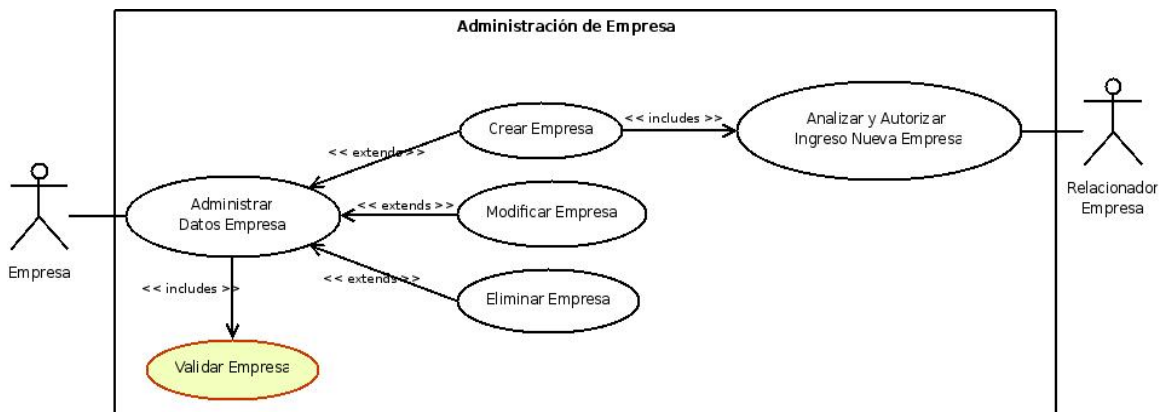 Administración de Empresa
Crear Empresa
<< includes >>
Analizar y Autorizar
Ingreso Nueva Empresa
<< extends >>
Relacionador
Empresa
Empresa
Administrar
Datos Empresa
<< extends >>
Modificar Empresa
<< extends >>
Eliminar Empresa
<< includes >>
Validar Empresa